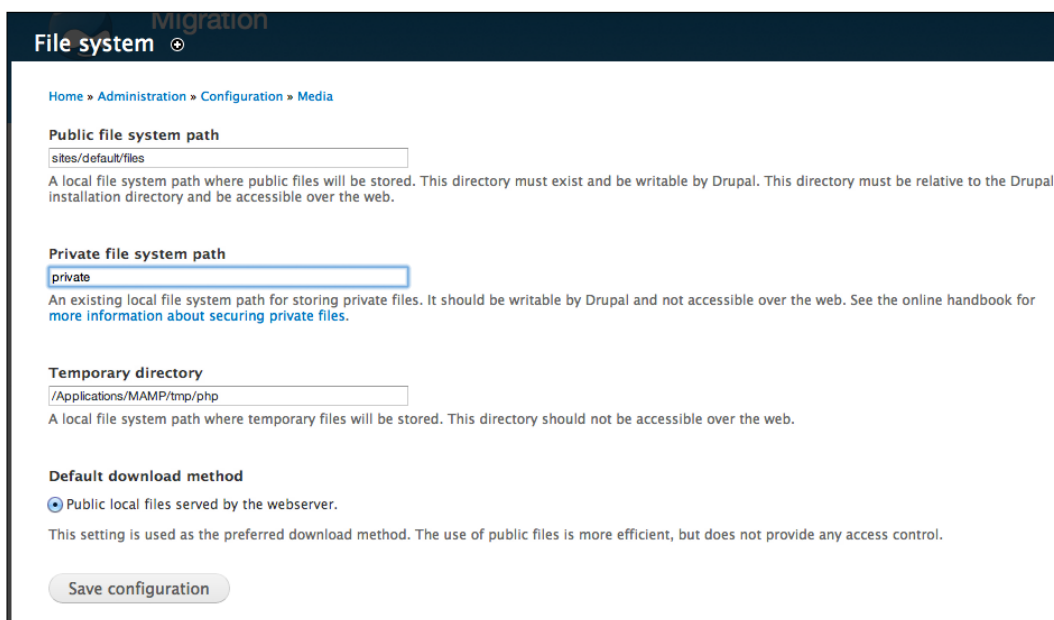 Migration
File system
Home » Administration » Configuration » Media
Public file system path
sites/default/files
A local file system path where public files will be stored. This directory must exist and be writable by Drupal. This directory must be relative to the Drupal
installation directory and be accessible over the web.
Private file system path
private
An existing local file system path for storing private files. It should be writable by Drupal and not accessible over the web. See the online handbook for
more information about securing private files.
Temporary directory
/Applications/MAMP/tmp/php
A local file system path where temporary files will be stored. This directory should not be accessible over the web.
Default download method
Public local files served by the webserver.
This setting is used as the preferred download method. The use of public files is more efficient, but does not provide any access control.
Save configuration